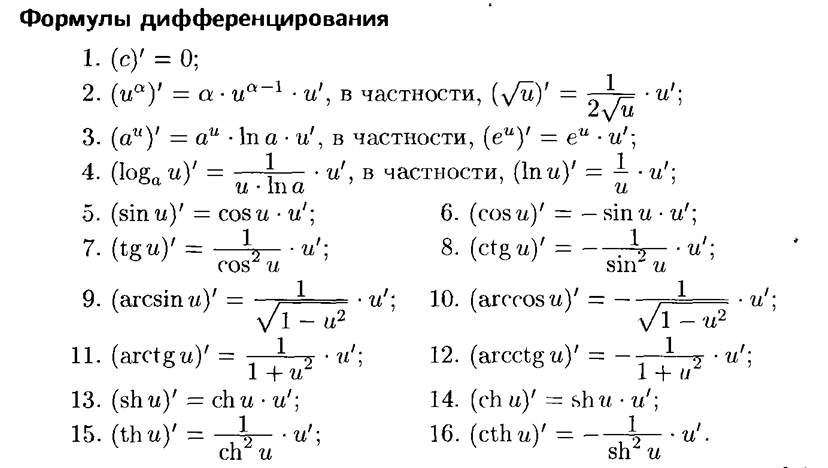 Формулы дифференцирования
1. (c)′ = 0;
2. (u^α)′ = α · u^(α−1) · u′, в частности, (√u)′ = 1/(2√u) · u′;
3. (a^u)′ = a^u · ln a · u′, в частности, (e^u)′ = e^u · u′;
4. (log_a u)′ = 1/(u · ln a) · u′, в частности, (ln u)′ = 1/u · u′;
5. (sin u)′ = cos u · u′; 6. (cos u)′ = − sin u · u′;
7. (tg u)′ = 1/(cos² u) · u′; 8. (ctg u)′ = −1/(sin² u) · u′;
9. (arcsin u)′ = 1/√(1 − u²) · u′; 10. (arccos u)′ = −1/√(1 − u²) · u′;
11. (arctg u)′ = 1/(1 + u²) · u′; 12. (arcctg u)′ = −1/(1 + u²) · u′;
13. (sh u)′ = ch u · u′; 14. (ch u)′ = sh u · u′;
15. (th u)′ = 1/(ch² u) · u′; 16. (cth u)′ = −1/(sh² u) · u′.